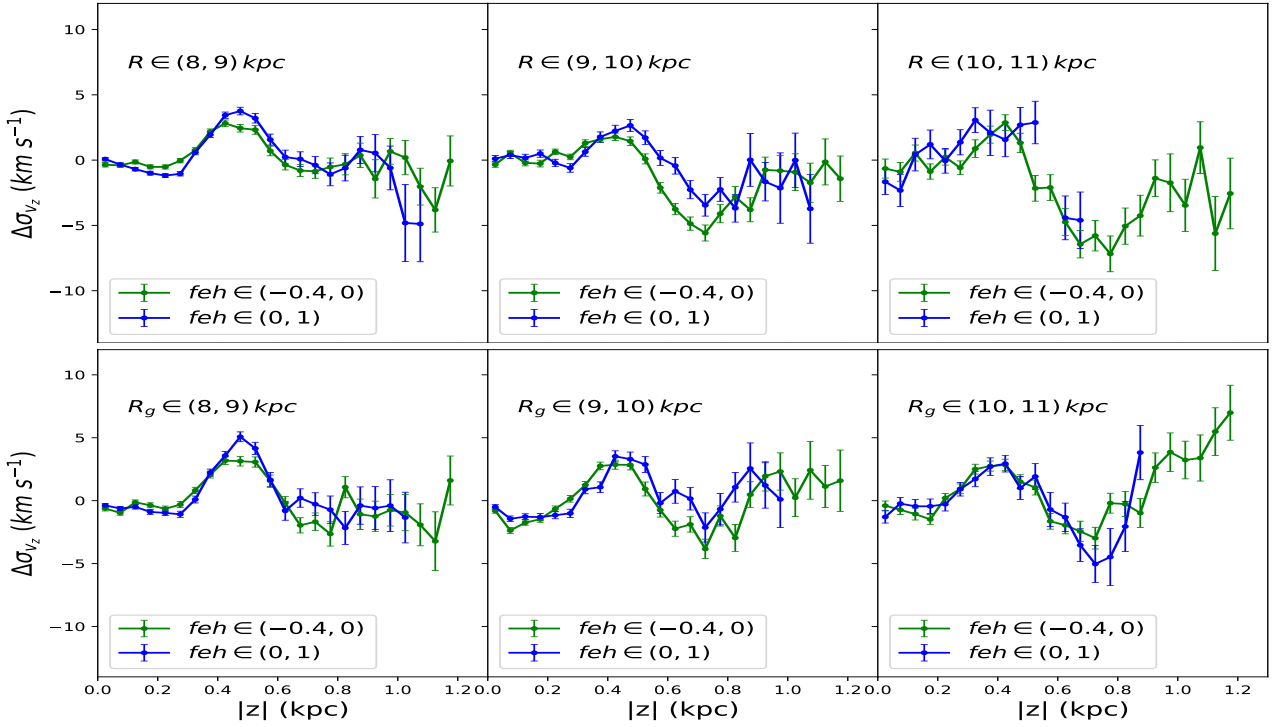 10
5
0
−5
−10
Δσ_{v_z} (km s⁻¹)
R ∈ (8, 9) kpc
feh ∈ (−0.4, 0)
feh ∈ (0, 1)
R ∈ (9, 10) kpc
feh ∈ (−0.4, 0)
feh ∈ (0, 1)
R ∈ (10, 11) kpc
feh ∈ (−0.4, 0)
feh ∈ (0, 1)
10
5
0
−5
−10
Δσ_{v_z} (km s⁻¹)
R_g ∈ (8, 9) kpc
feh ∈ (−0.4, 0)
feh ∈ (0, 1)
R_g ∈ (9, 10) kpc
feh ∈ (−0.4, 0)
feh ∈ (0, 1)
R_g ∈ (10, 11) kpc
feh ∈ (−0.4, 0)
feh ∈ (0, 1)
0.0 0.2 0.4 0.6 0.8 1.0 1.2
|z| (kpc)
0.0 0.2 0.4 0.6 0.8 1.0 1.2
|z| (kpc)
0.0 0.2 0.4 0.6 0.8 1.0 1.2
|z| (kpc)